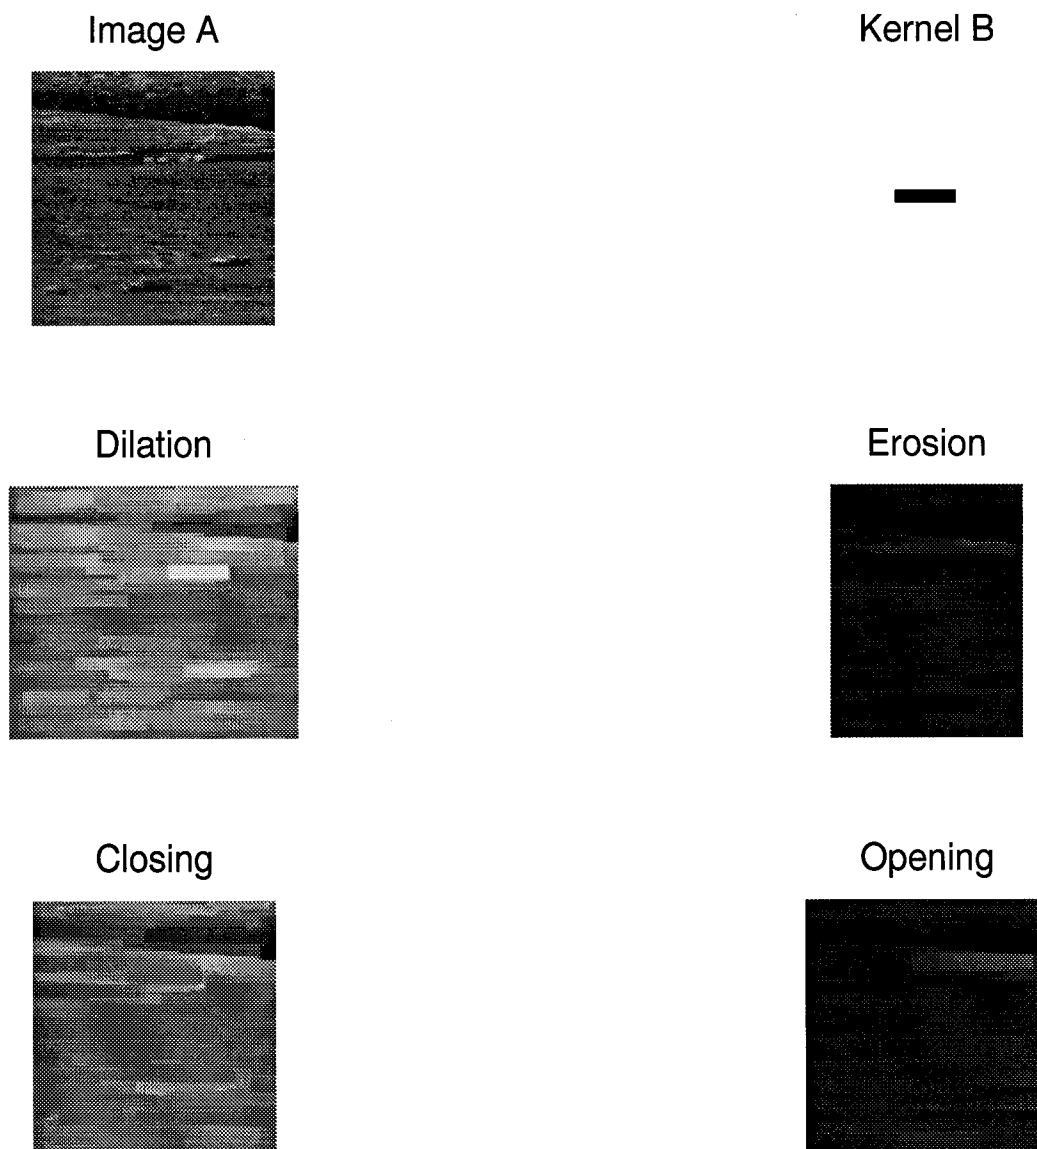 Image A
Kernel B
Dilation
Erosion
Closing
Opening